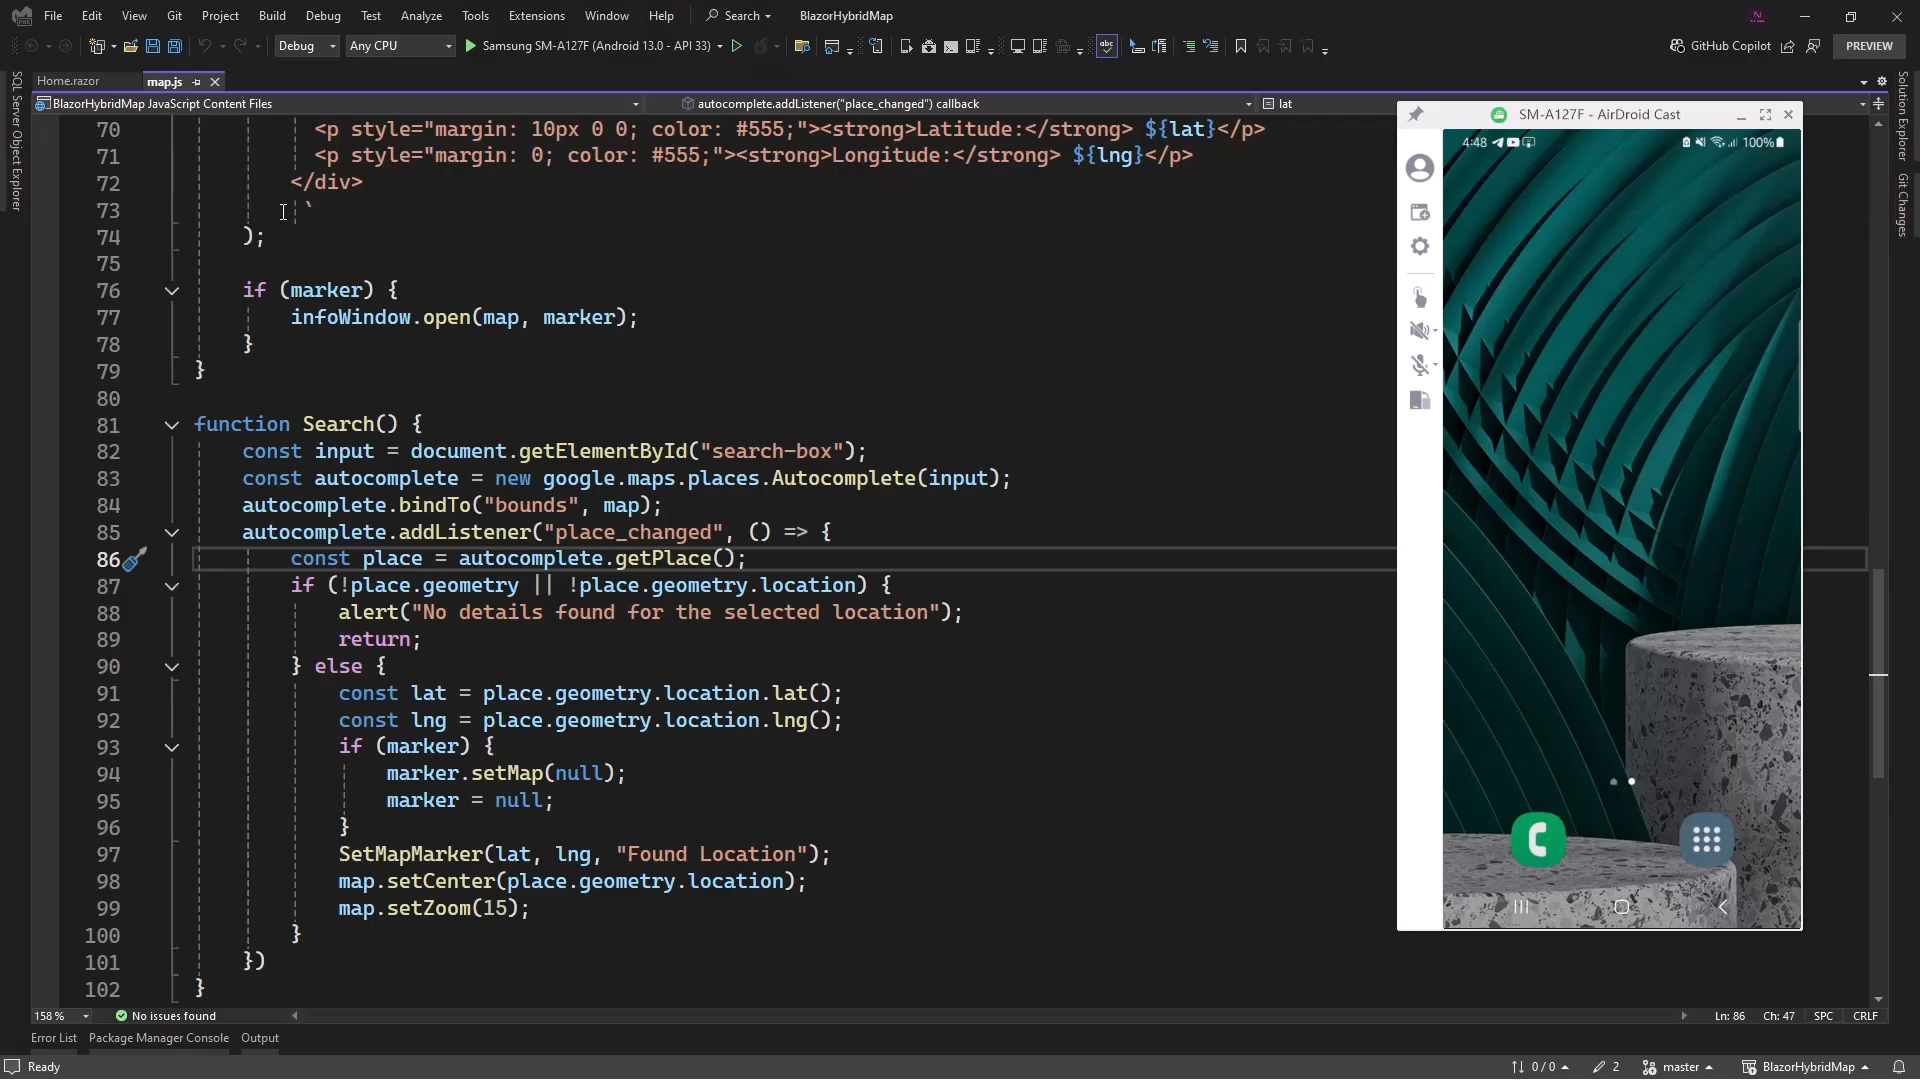 File Edit View Git Project Build Debug Test Analyze Tools Extensions Window Help Search BlazorHybridMap
Debug Any CPU Samsung SM-A127F (Android 13.0 - API 33) abc GitHub Copilot PREVIEW
Home.razor map.js
BlazorHybridMap JavaScript Content Files autocomplete.addListener("place_changed") callback lat
SQL Server Object Explorer
Solution Explorer
Git Changes
70 <p style="margin: 10px 0 0; color: #555;"><strong>Latitude:</strong> ${lat}</p>
71 <p style="margin: 0; color: #555;"><strong>Longitude:</strong> ${lng}</p>
72 </div>
73 `
74 );
75
76 if (marker) {
77 infoWindow.open(map, marker);
78 }
79 }
80
81 function Search() {
82 const input = document.getElementById("search-box");
83 const autocomplete = new google.maps.places.Autocomplete(input);
84 autocomplete.bindTo("bounds", map);
85 autocomplete.addListener("place_changed", () => {
86 const place = autocomplete.getPlace();
87 if (!place.geometry || !place.geometry.location) {
88 alert("No details found for the selected location");
89 return;
90 } else {
91 const lat = place.geometry.location.lat();
92 const lng = place.geometry.location.lng();
93 if (marker) {
94 marker.setMap(null);
95 marker = null;
96 }
97 SetMapMarker(lat, lng, "Found Location");
98 map.setCenter(place.geometry.location);
99 map.setZoom(15);
100 }
101 })
102 }
SM-A127F - AirDroid Cast
4:48 100%
158 % No issues found Ln: 86 Ch: 47 SPC CRLF
Error List Package Manager Console Output
Ready 0 / 0 2 master BlazorHybridMap